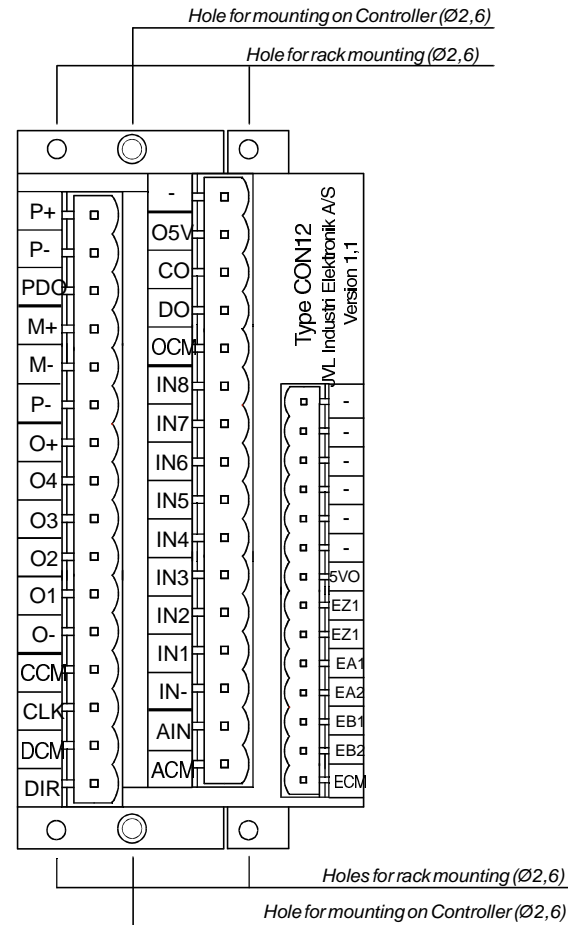 Hole for mounting on Controller (Ø2,6)
Hole for rack mounting (Ø2,6)
P+
P-
PDO
M+
M-
P-
O+
O4
O3
O2
O1
O-
CCM
CLK
DCM
DIR
-
O5V
CO
DO
OCM
IN8
IN7
IN6
IN5
IN4
IN3
IN2
IN1
IN-
AIN
ACM
Type CON12
JVL Industri Elektronik A/S
Version 1,1
-
-
-
-
-
-
5VO
EZ1
EZ1
EA1
EA2
EB1
EB2
ECM
Holes for rack mounting (Ø2,6)
Hole for mounting on Controller (Ø2,6)